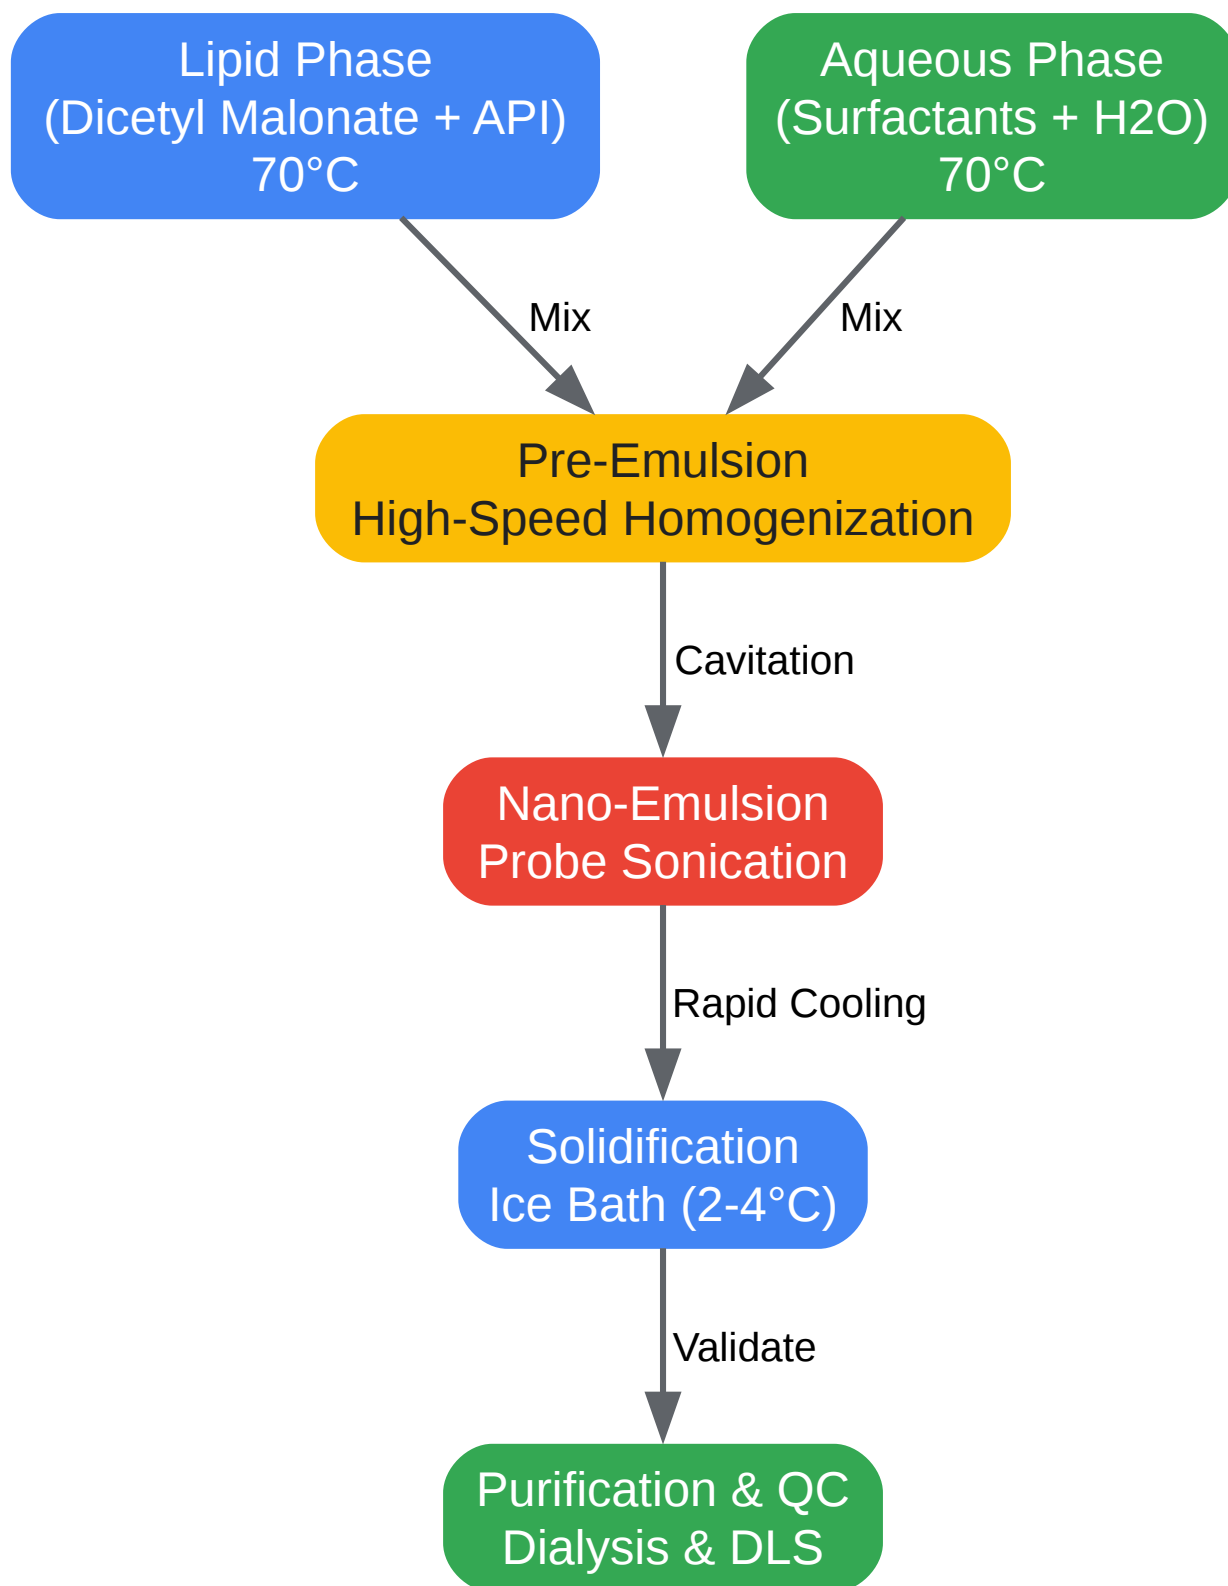 Lipid Phase
(Dicetyl Malonate + API)
70°C
Aqueous Phase
(Surfactants + H2O)
70°C
Mix
Mix
Pre-Emulsion
High-Speed Homogenization
Cavitation
Nano-Emulsion
Probe Sonication
Rapid Cooling
Solidification
Ice Bath (2-4°C)
Validate
Purification & QC
Dialysis & DLS